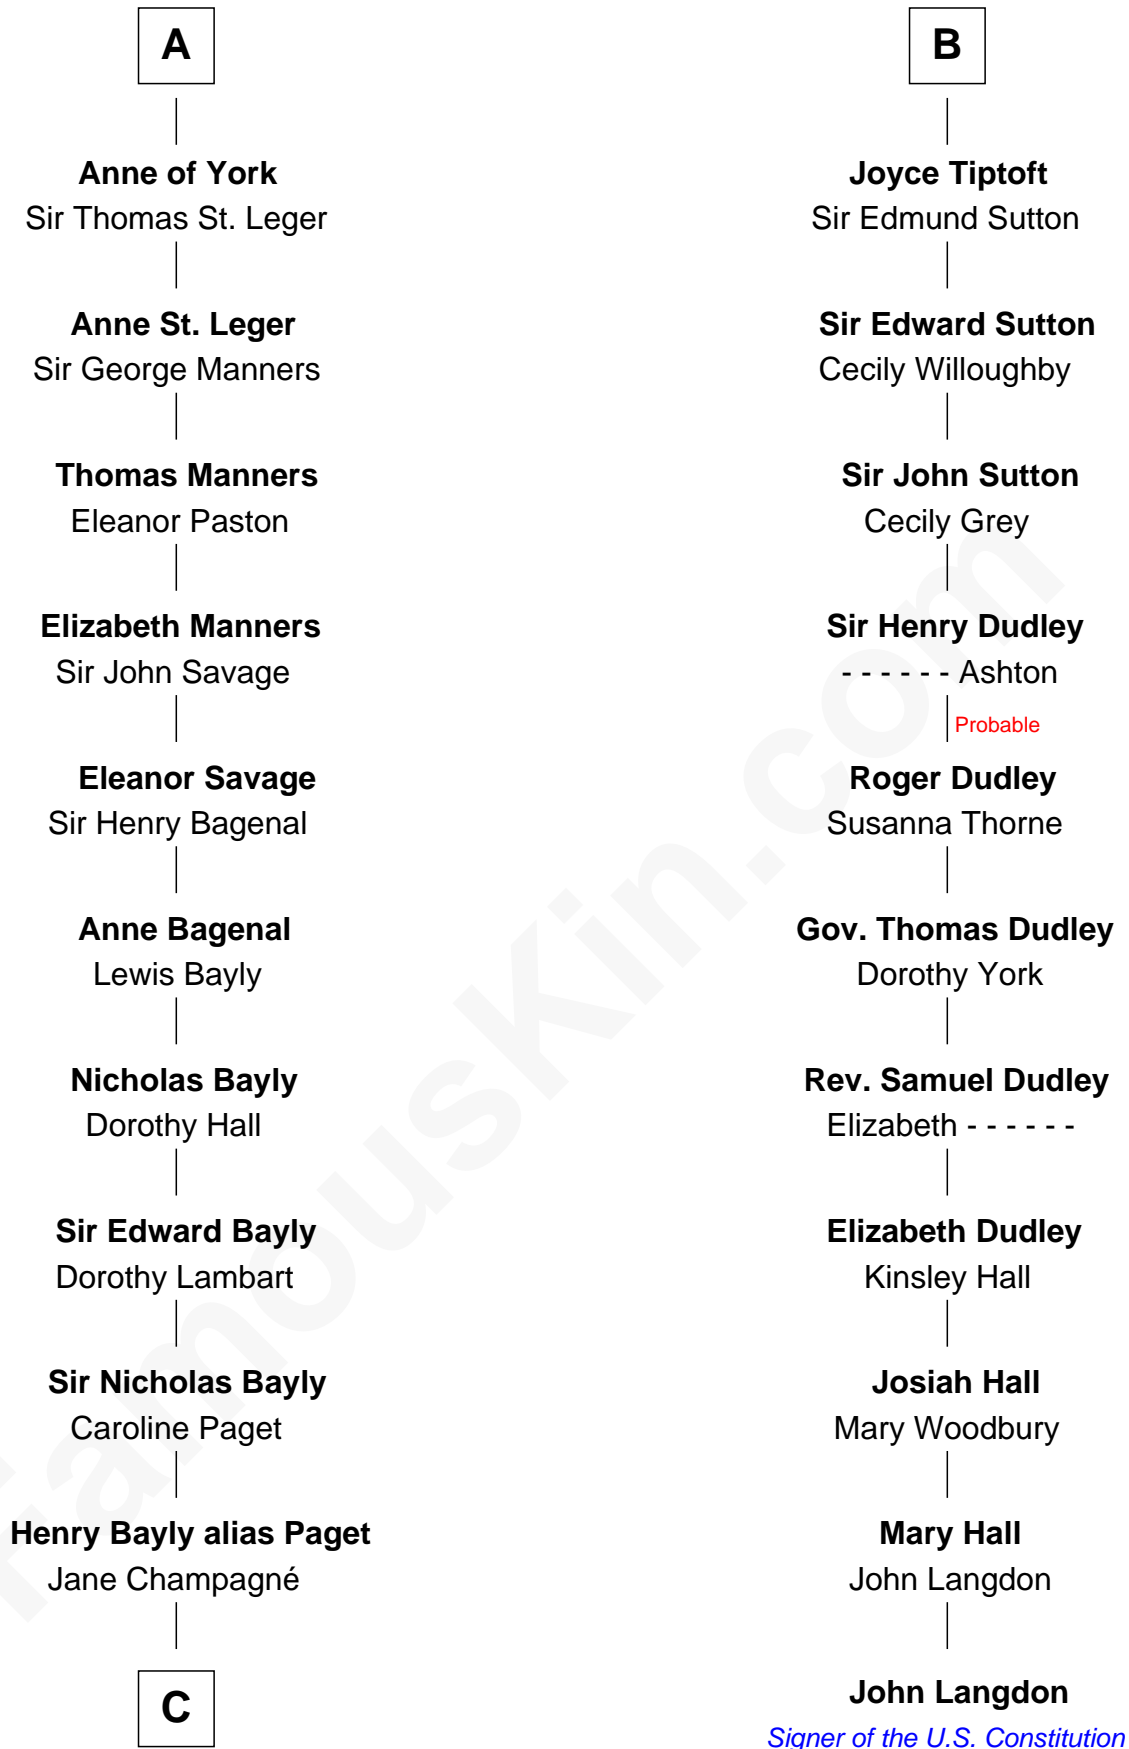 A
Anne of York
Sir Thomas St. Leger
Anne St. Leger
Sir George Manners
Thomas Manners
Eleanor Paston
Elizabeth Manners
Sir John Savage
Eleanor Savage
Sir Henry Bagenal
Anne Bagenal
Lewis Bayly
Nicholas Bayly
Dorothy Hall
Sir Edward Bayly
Dorothy Lambart
Sir Nicholas Bayly
Caroline Paget
Henry Bayly alias Paget
Jane Champagné
C
B
Joyce Tiptoft
Sir Edmund Sutton
Sir Edward Sutton
Cecily Willoughby
Sir John Sutton
Cecily Grey
Sir Henry Dudley
- - - - - - Ashton
Probable
Roger Dudley
Susanna Thorne
Gov. Thomas Dudley
Dorothy York
Rev. Samuel Dudley
Elizabeth - - - - - -
Elizabeth Dudley
Kinsley Hall
Josiah Hall
Mary Woodbury
Mary Hall
John Langdon
John Langdon
Signer of the U.S. Constitution
FamousKin.com